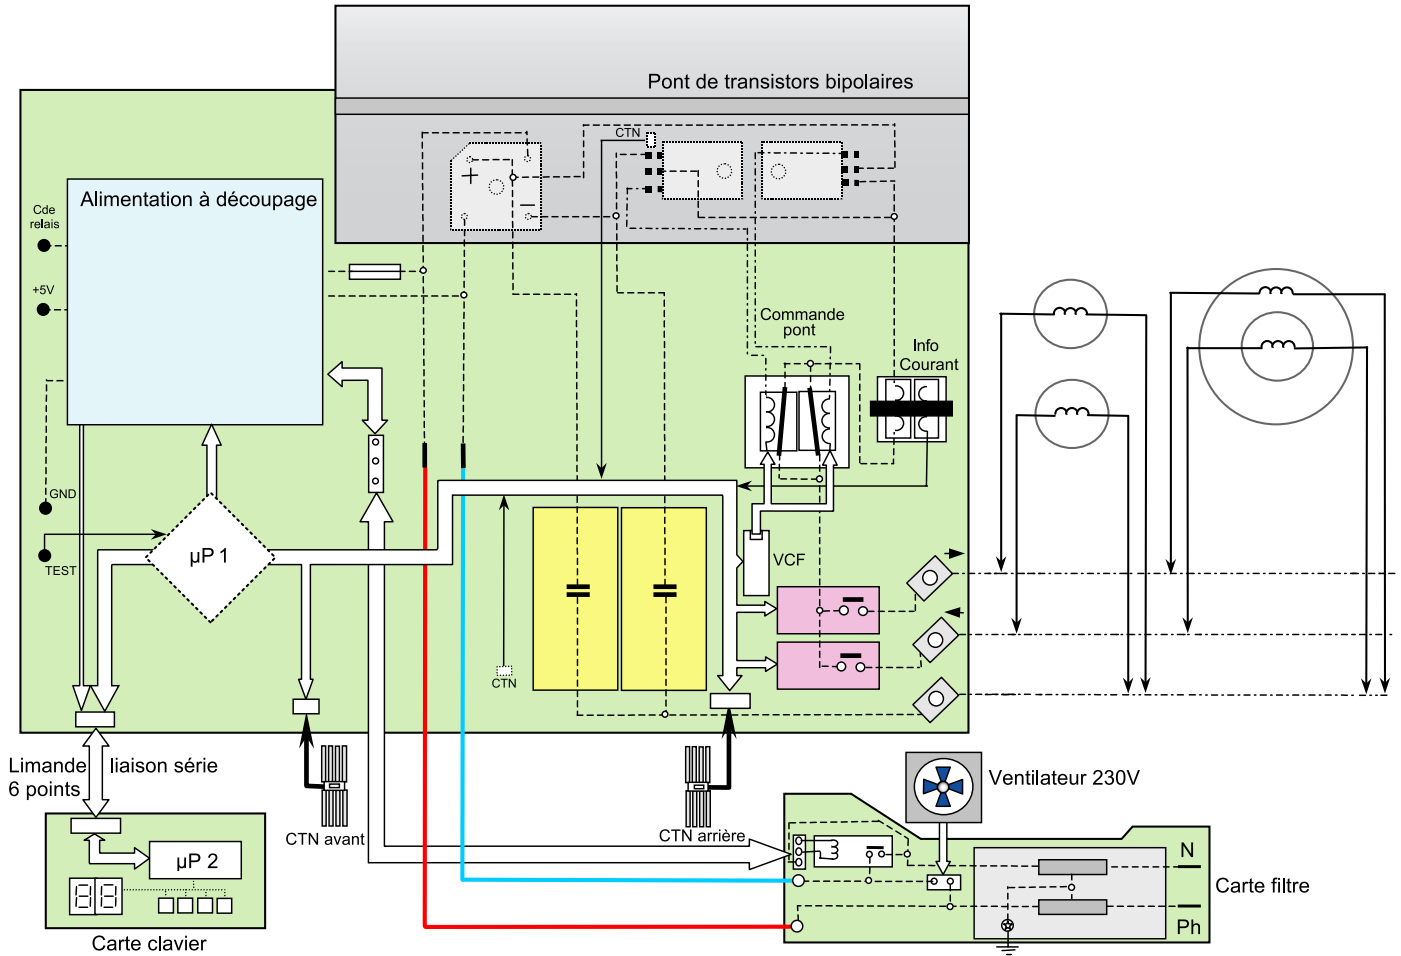 Pont de transistors bipolaires
CTN
+
−
Alimentation à découpage
Cde
relais
+5V
Commande
pont
Info
Courant
GND
µP 1
TEST
VCF
CTN
Limande
liaison série
6 points
CTN avant
CTN arrière
Ventilateur 230V
µP 2
88
N
Carte filtre
Ph
Carte clavier